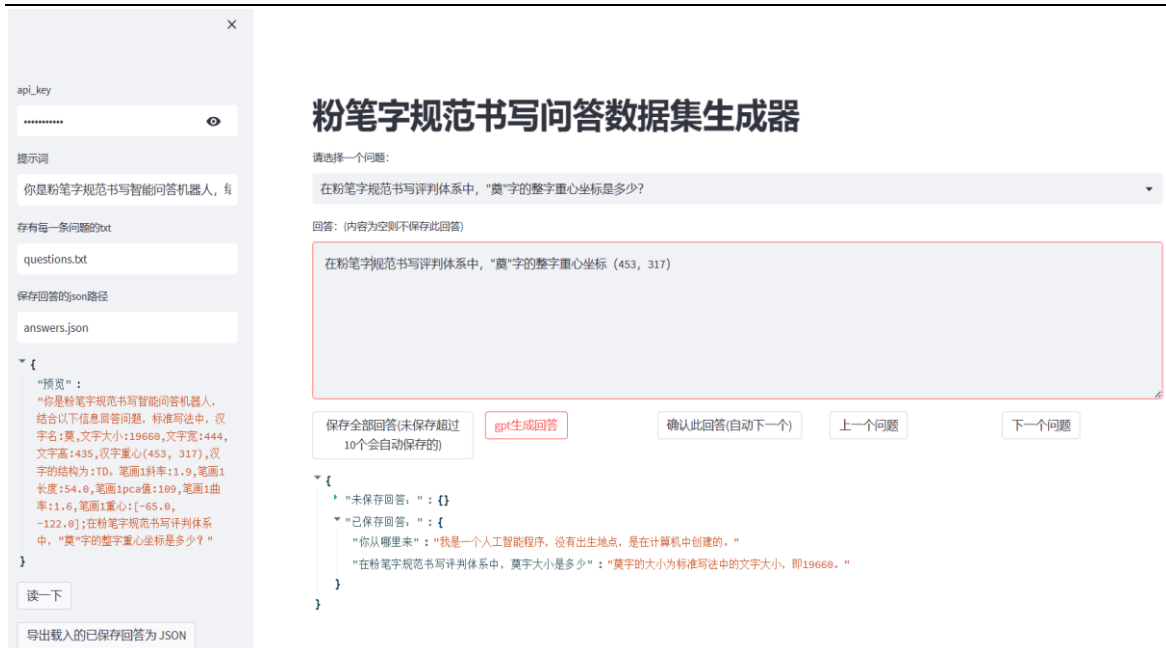 ×
api_key
•••••••••••
提示词
你是粉笔字规范书写智能问答机器人，结
存有每一条问题的txt
questions.txt
保存回答的json路径
answers.json
{
"预览" :
"你是粉笔字规范书写智能问答机器人，
结合以下信息回答问题，标准写法中，汉
字名:蒉,文字大小:19660,文字宽:444,
文字高:435,汉字重心(453, 317),汉
字的结构为:TD。笔画1斜率:1.9,笔画1
长度:54.0,笔画1pca值:109,笔画1曲
率:1.6,笔画1重心:[-65.0,
-122.0];在粉笔字规范书写评判体系
中，"蒉"字的整字重心坐标是多少？"
}
读一下
导出载入的已保存回答为 JSON
粉笔字规范书写问答数据集生成器
请选择一个问题：
在粉笔字规范书写评判体系中，"蒉"字的整字重心坐标是多少？
回答：(内容为空则不保存此回答)
在粉笔字规范书写评判体系中，"蒉"字的整字重心坐标（453, 317）
保存全部回答(未保存超过
10个会自动保存的)
gpt生成回答
确认此回答(自动下一个)
上一个问题
下一个问题
{
"未保存回答：" : {}
"已保存回答：" : {
"你从哪里来" : "我是一个人工智能程序，没有出生地点，是在计算机中创建的。"
"在粉笔字规范书写评判体系中，蒉字大小是多少" : "蒉字的大小为标准写法中的文字大小，即19660。"
}
}